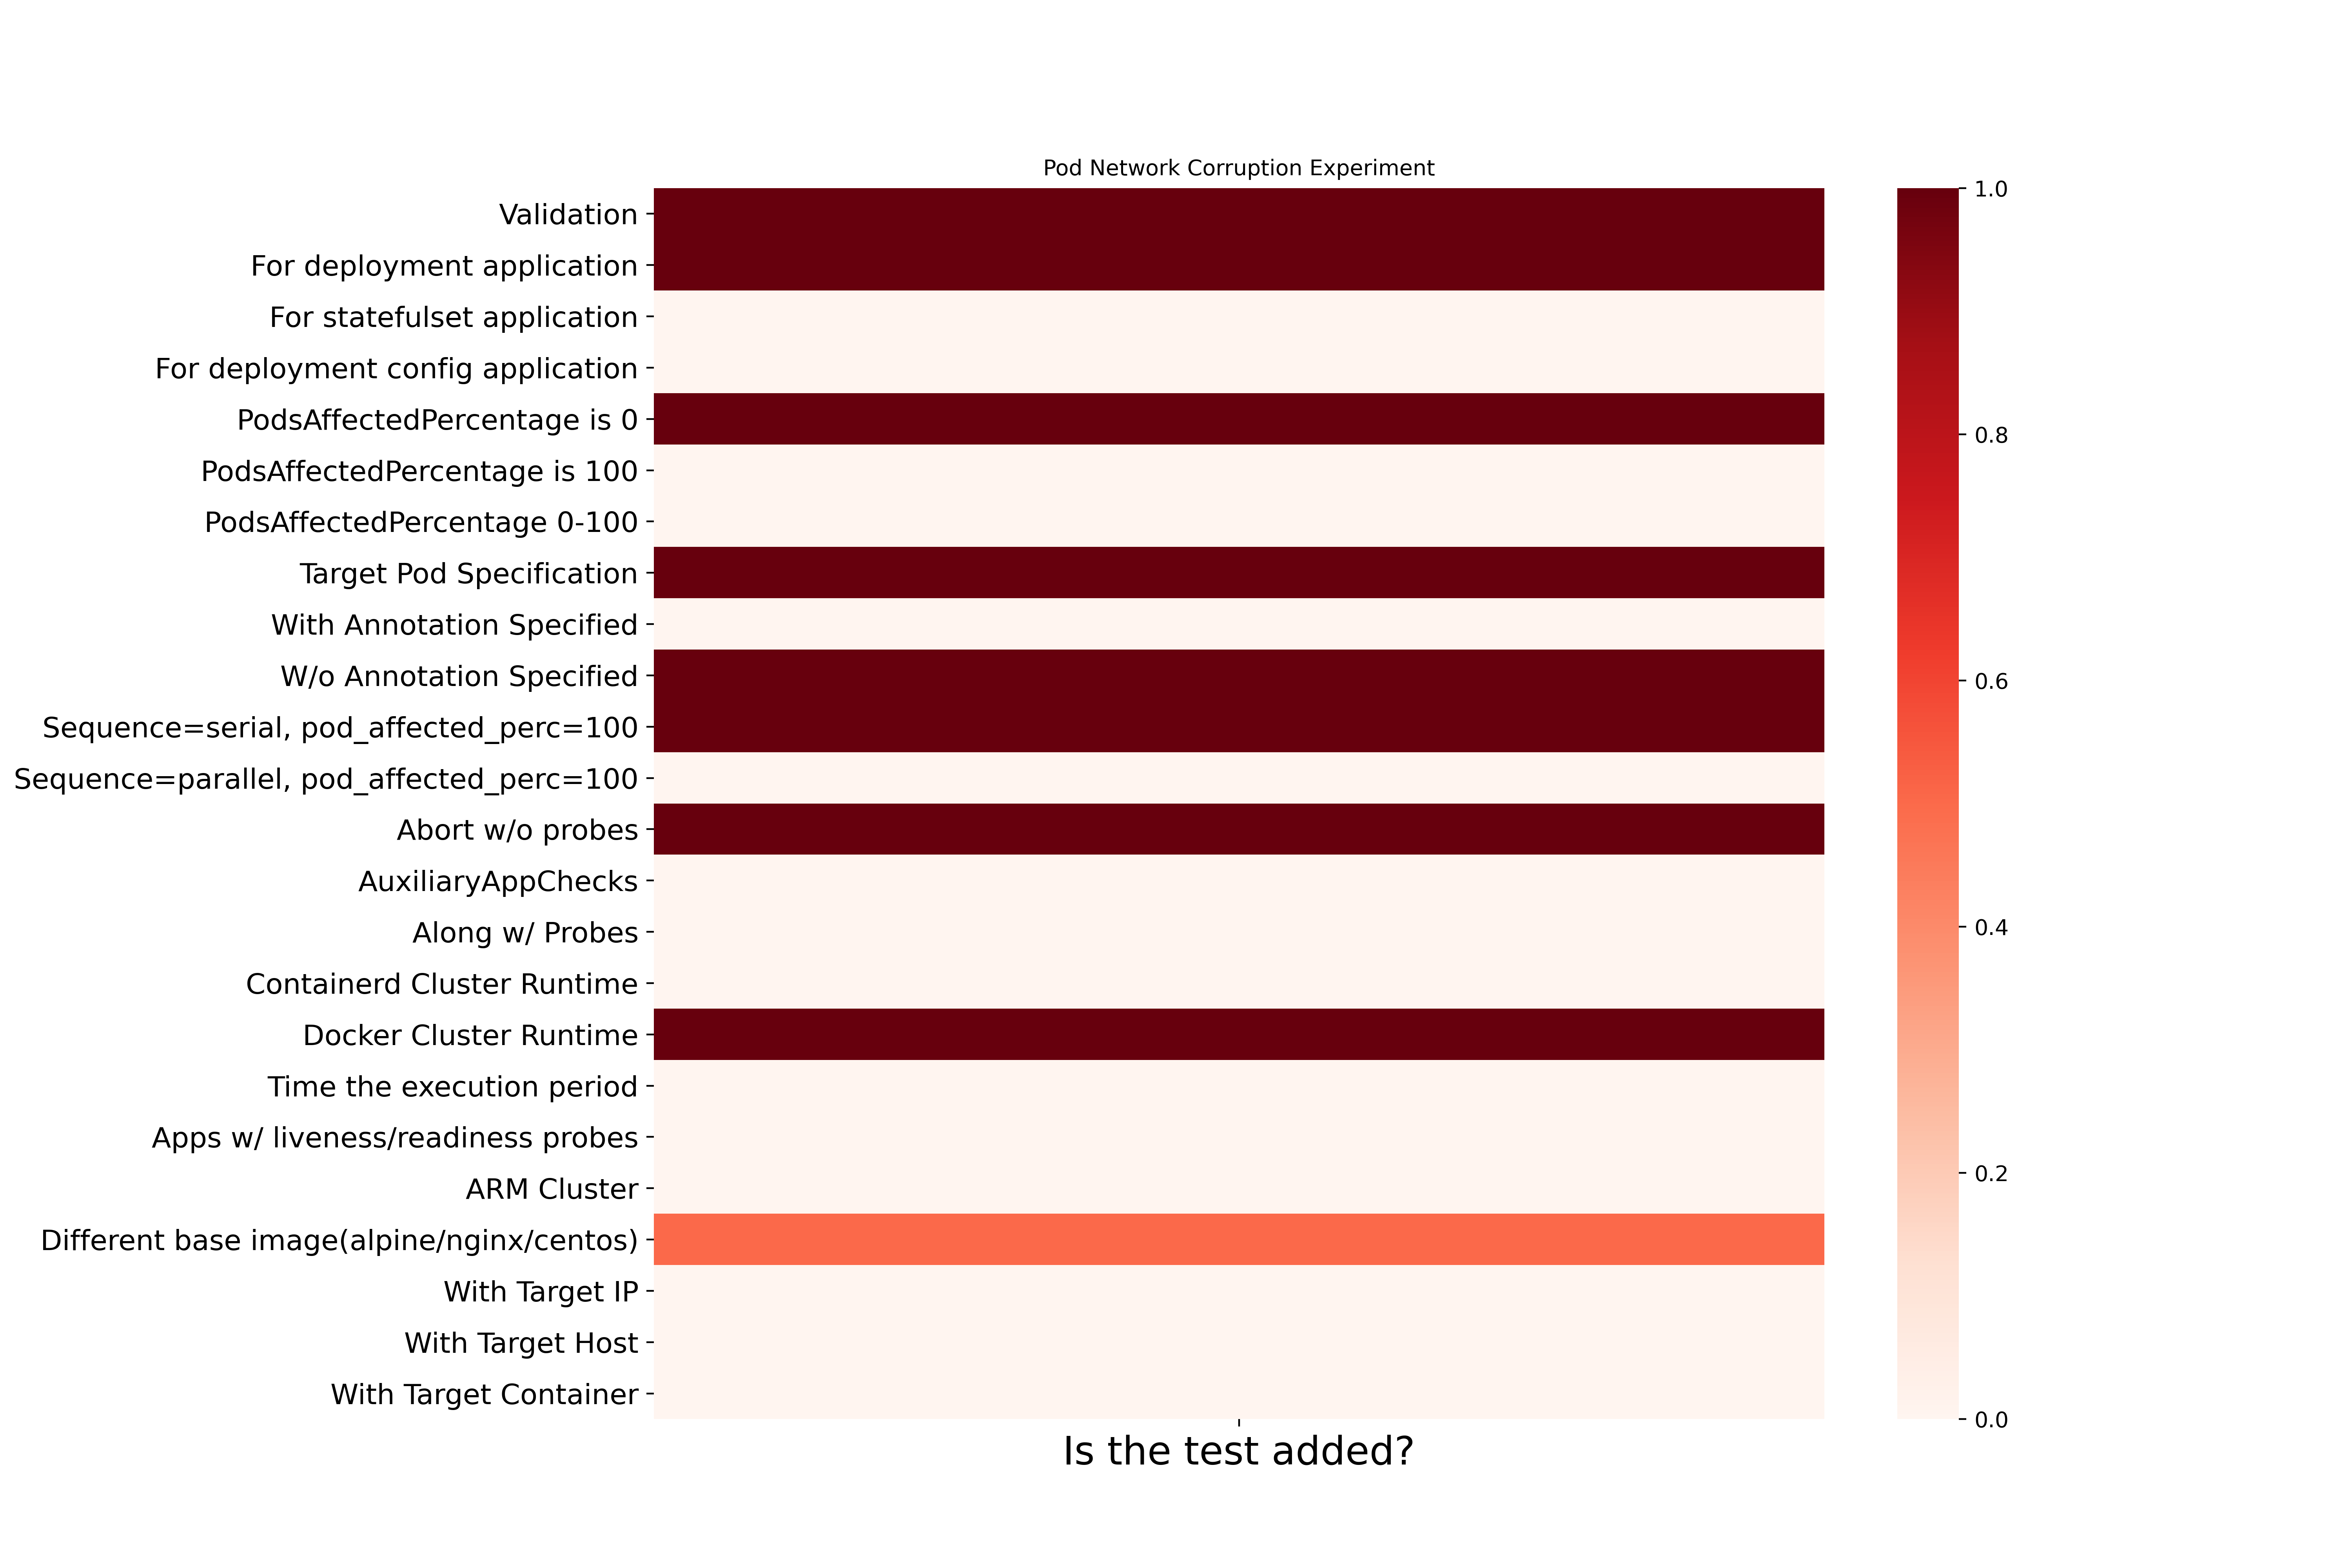 Pod Network Corruption Experiment
Validation
For deployment application
For statefulset application
For deployment config application
PodsAffectedPercentage is 0
PodsAffectedPercentage is 100
PodsAffectedPercentage 0-100
Target Pod Specification
With Annotation Specified
W/o Annotation Specified
Sequence=serial, pod_affected_perc=100
Sequence=parallel, pod_affected_perc=100
Abort w/o probes
AuxiliaryAppChecks
Along w/ Probes
Containerd Cluster Runtime
Docker Cluster Runtime
Time the execution period
Apps w/ liveness/readiness probes
ARM Cluster
Different base image(alpine/nginx/centos)
With Target IP
With Target Host
With Target Container
Is the test added?
1.0
0.8
0.6
0.4
0.2
0.0